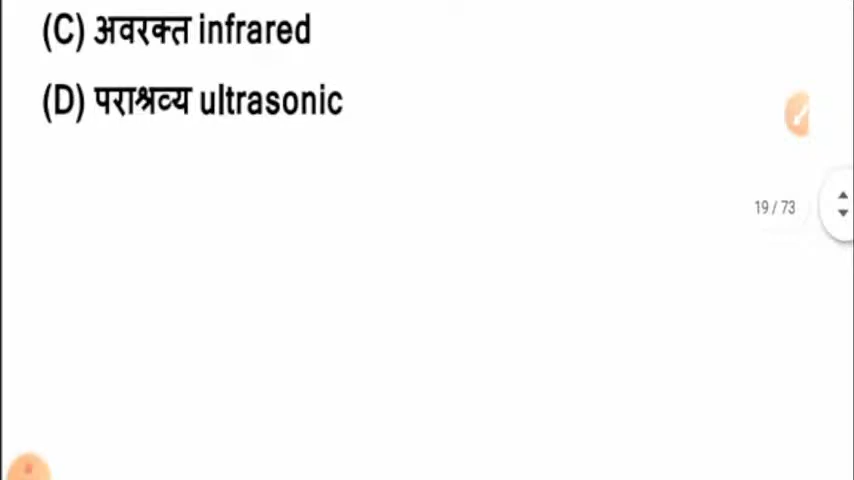 (C) अवरक्त infrared
(D) पराश्रव्य ultrasonic
19 / 73